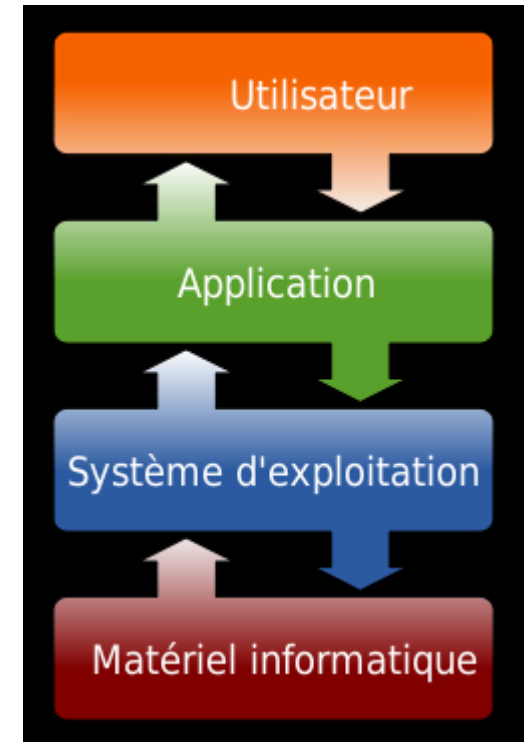 Utilisateur
Application
Système d'exploitation
Matériel informatique